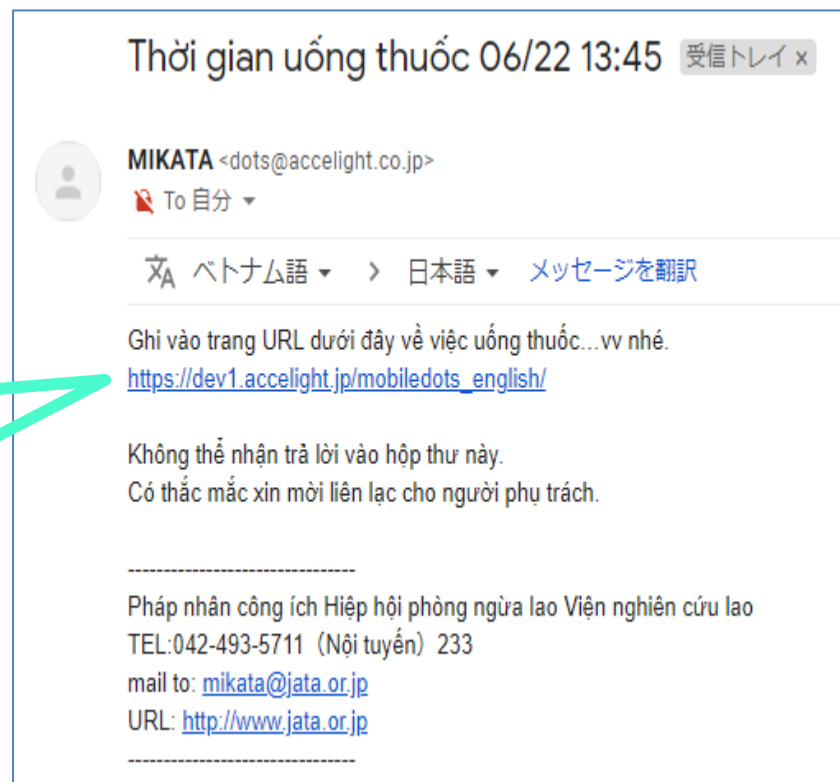 Thời gian uống thuốc 06/22 13:45 受信トレイ ×
MIKATA <dots@accelight.co.jp>
To 自分
ベトナム語 > 日本語 メッセージを翻訳
Ghi vào trang URL dưới đây về việc uống thuốc...vv nhé.
https://dev1.accelight.jp/mobiledots_english/
Không thể nhận trả lời vào hộp thư này.
Có thắc mắc xin mời liên lạc cho người phụ trách.
--------------------------------
Pháp nhân công ích Hiệp hội phòng ngừa lao Viện nghiên cứu lao
TEL:042-493-5711（Nội tuyến）233
mail to: mikata@jata.or.jp
URL: http://www.jata.or.jp
--------------------------------